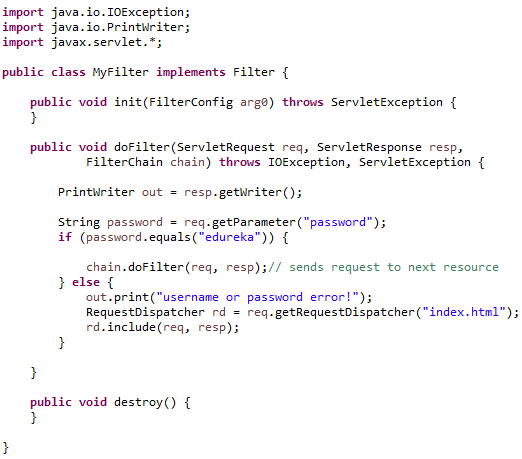 import java.io.IOException;
import java.io.PrintWriter;
import javax.servlet.*;

public class MyFilter implements Filter {

    public void init(FilterConfig arg0) throws ServletException {
    }

    public void doFilter(ServletRequest req, ServletResponse resp,
            FilterChain chain) throws IOException, ServletException {

        PrintWriter out = resp.getWriter();

        String password = req.getParameter("password");
        if (password.equals("edureka")) {

            chain.doFilter(req, resp);// sends request to next resource
        } else {
            out.print("username or password error!");
            RequestDispatcher rd = req.getRequestDispatcher("index.html");
            rd.include(req, resp);
        }

    }

    public void destroy() {
    }

}